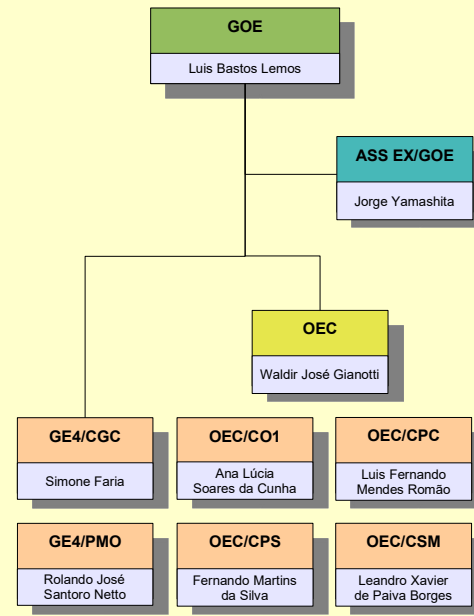 GOE
Luis Bastos Lemos
ASS EX/GOE
Jorge Yamashita
OEC
Waldir José Gianotti
GE4/CGC
Simone Faria
OEC/CO1
Ana Lúcia
Soares da Cunha
OEC/CPC
Luis Fernando
Mendes Romão
GE4/PMO
Rolando José
Santoro Netto
OEC/CPS
Fernando Martins
da Silva
OEC/CSM
Leandro Xavier
de Paiva Borges